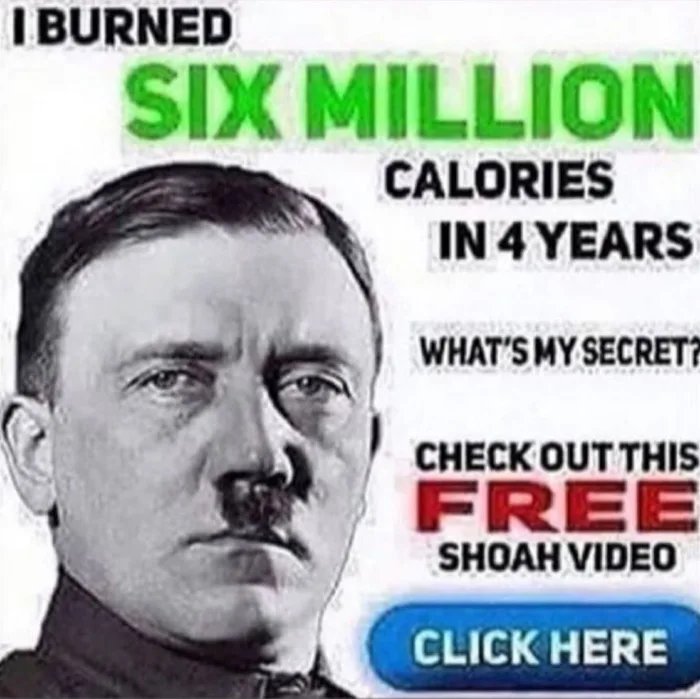 I BURNED
SIX MILLION
CALORIES
IN 4 YEARS
WHAT'S MY SECRET?
CHECK OUT THIS
FREE
SHOAH VIDEO
CLICK HERE